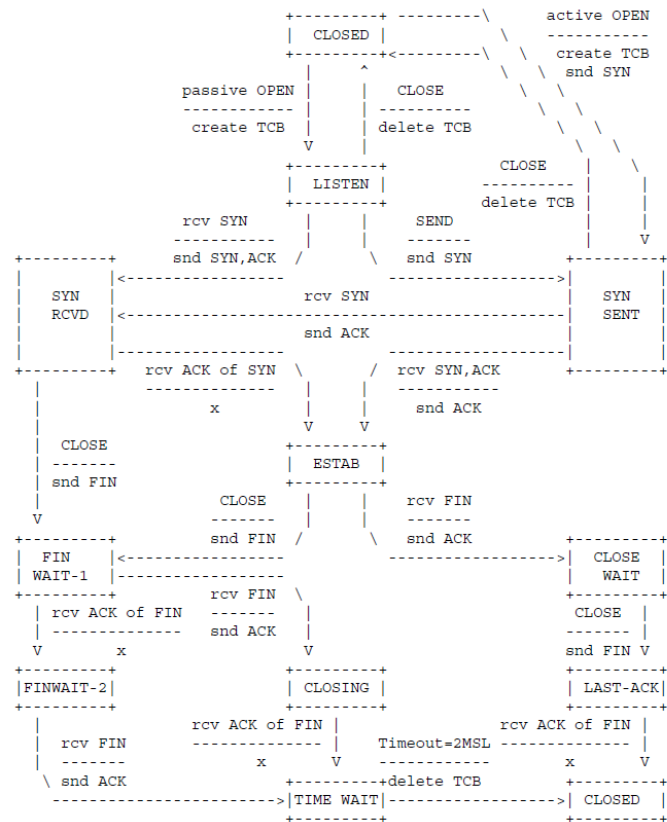 +---------+ ---------\ active OPEN
| CLOSED | \ -----------
+---------+<---------\ \ create TCB
| ^ \ \ snd SYN
passive OPEN | | CLOSE \ \
------------ | | ---------- \ \
create TCB | | delete TCB \ \
V | \ \
+---------+ CLOSE | \
| LISTEN | ---------- | |
+---------+ delete TCB | |
rcv SYN | | SEND | |
----------- | | ------- | V
+---------+ snd SYN,ACK / \ snd SYN +---------+
| |<----------------- ------------------>| |
| SYN | rcv SYN | SYN |
| RCVD |<-----------------------------------------------| SENT |
| | snd ACK | |
| |------------------ -------------------| |
+---------+ rcv ACK of SYN \ / rcv SYN,ACK +---------+
| -------------- | | -----------
| x | | snd ACK
| V V
| CLOSE +---------+
| ------- | ESTAB |
| snd FIN +---------+
| CLOSE | | rcv FIN
V ------- | | -------
+---------+ snd FIN / \ snd ACK +---------+
| FIN |<----------------- ------------------>| CLOSE |
| WAIT-1 |------------------ | WAIT |
+---------+ rcv FIN \ +---------+
| rcv ACK of FIN ------- | CLOSE |
| -------------- snd ACK | ------- |
V x V snd FIN V
+---------+ +---------+ +---------+
|FINWAIT-2| | CLOSING | | LAST-ACK|
+---------+ +---------+ +---------+
| rcv ACK of FIN | rcv ACK of FIN |
| rcv FIN -------------- | Timeout=2MSL -------------- |
| ------- x V ------------ x V
\ snd ACK +---------+delete TCB +---------+
------------------------>|TIME WAIT|------------------>| CLOSED |
+---------+ +---------+